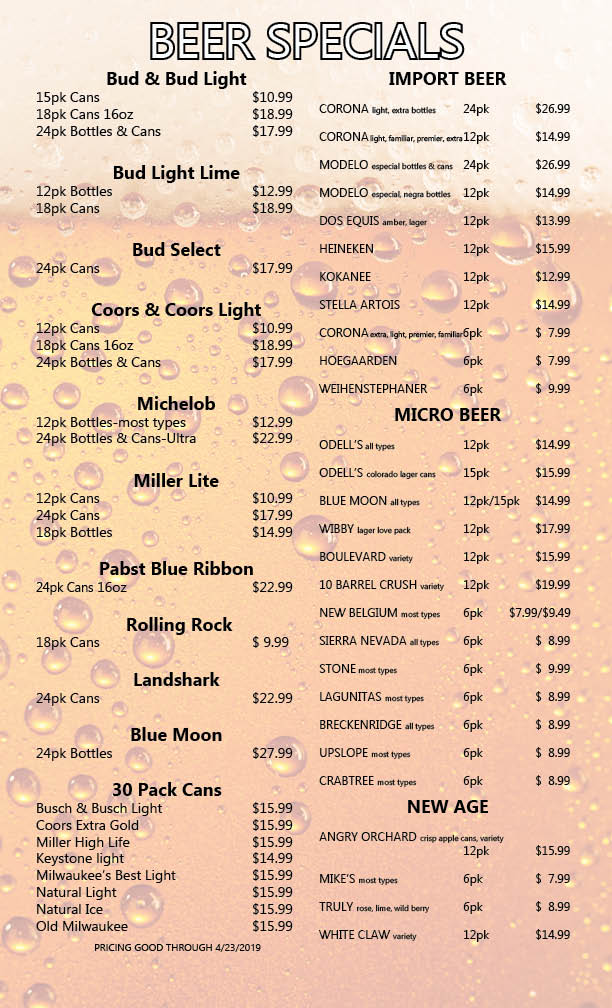 BEER SPECIALS
Bud & Bud Light
15pk Cans $10.99
18pk Cans 16oz $18.99
24pk Bottles & Cans $17.99
Bud Light Lime
12pk Bottles $12.99
18pk Cans $18.99
Bud Select
24pk Cans $17.99
Coors & Coors Light
12pk Cans $10.99
18pk Cans 16oz $18.99
24pk Bottles & Cans $17.99
Michelob
12pk Bottles-most types $12.99
24pk Bottles & Cans-Ultra $22.99
Miller Lite
12pk Cans $10.99
24pk Cans $17.99
18pk Bottles $14.99
Pabst Blue Ribbon
24pk Cans 16oz $22.99
Rolling Rock
18pk Cans $ 9.99
Landshark
24pk Cans $22.99
Blue Moon
24pk Bottles $27.99
30 Pack Cans
Busch & Busch Light $15.99
Coors Extra Gold $15.99
Miller High Life $15.99
Keystone light $14.99
Milwaukee's Best Light $15.99
Natural Light $15.99
Natural Ice $15.99
Old Milwaukee $15.99
PRICING GOOD THROUGH 4/23/2019
IMPORT BEER
CORONA light, extra bottles 24pk $26.99
CORONA light, familiar, premier, extra 12pk $14.99
MODELO especial bottles & cans 24pk $26.99
MODELO especial, negra bottles 12pk $14.99
DOS EQUIS amber, lager 12pk $13.99
HEINEKEN 12pk $15.99
KOKANEE 12pk $12.99
STELLA ARTOIS 12pk $14.99
CORONA extra, light, premier, familiar 6pk $ 7.99
HOEGAARDEN 6pk $ 7.99
WEIHENSTEPHANER 6pk $ 9.99
MICRO BEER
ODELL'S all types 12pk $14.99
ODELL'S colorado lager cans 15pk $15.99
BLUE MOON all types 12pk/15pk $14.99
WIBBY lager love pack 12pk $17.99
BOULEVARD variety 12pk $15.99
10 BARREL CRUSH variety 12pk $19.99
NEW BELGIUM most types 6pk $7.99/$9.49
SIERRA NEVADA all types 6pk $ 8.99
STONE most types 6pk $ 9.99
LAGUNITAS most types 6pk $ 8.99
BRECKENRIDGE all types 6pk $ 8.99
UPSLOPE most types 6pk $ 8.99
CRABTREE most types 6pk $ 8.99
NEW AGE
ANGRY ORCHARD crisp apple cans, variety
12pk $15.99
MIKE'S most types 6pk $ 7.99
TRULY rose, lime, wild berry 6pk $ 8.99
WHITE CLAW variety 12pk $14.99